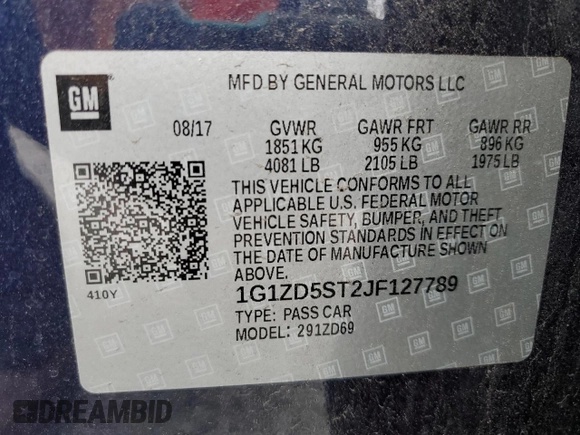 GM
MFD BY GENERAL MOTORS LLC
08/17 GVWR GAWR FRT GAWR RR
1851 KG 955 KG 896 KG
4081 LB 2105 LB 1975 LB
THIS VEHICLE CONFORMS TO ALL
APPLICABLE U.S. FEDERAL MOTOR
VEHICLE SAFETY, BUMPER, AND THEFT
PREVENTION STANDARDS IN EFFECT ON
THE DATE OF MANUFACTURE SHOWN
ABOVE.
410Y
1G1ZD5ST2JF127789
TYPE: PASS CAR
MODEL: 291ZD69
DREAMBID